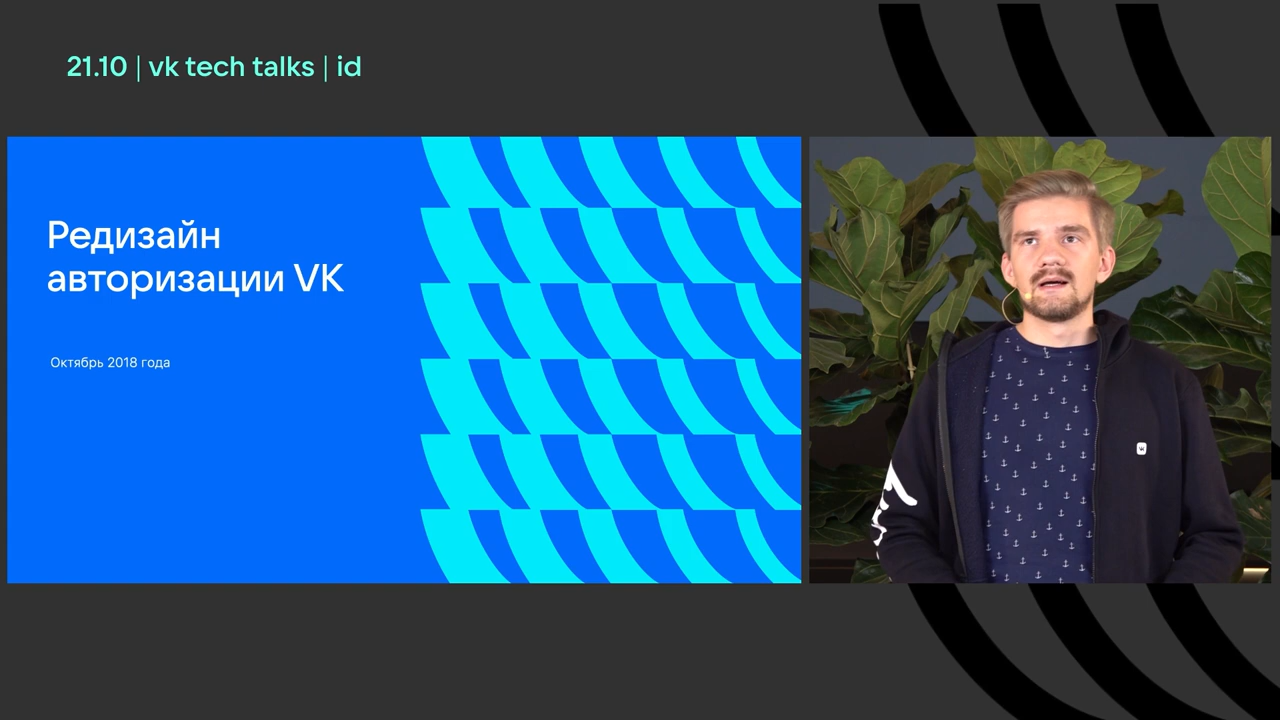 21.10 | vk tech talks | id
Редизайн
авторизации VK
Октябрь 2018 года